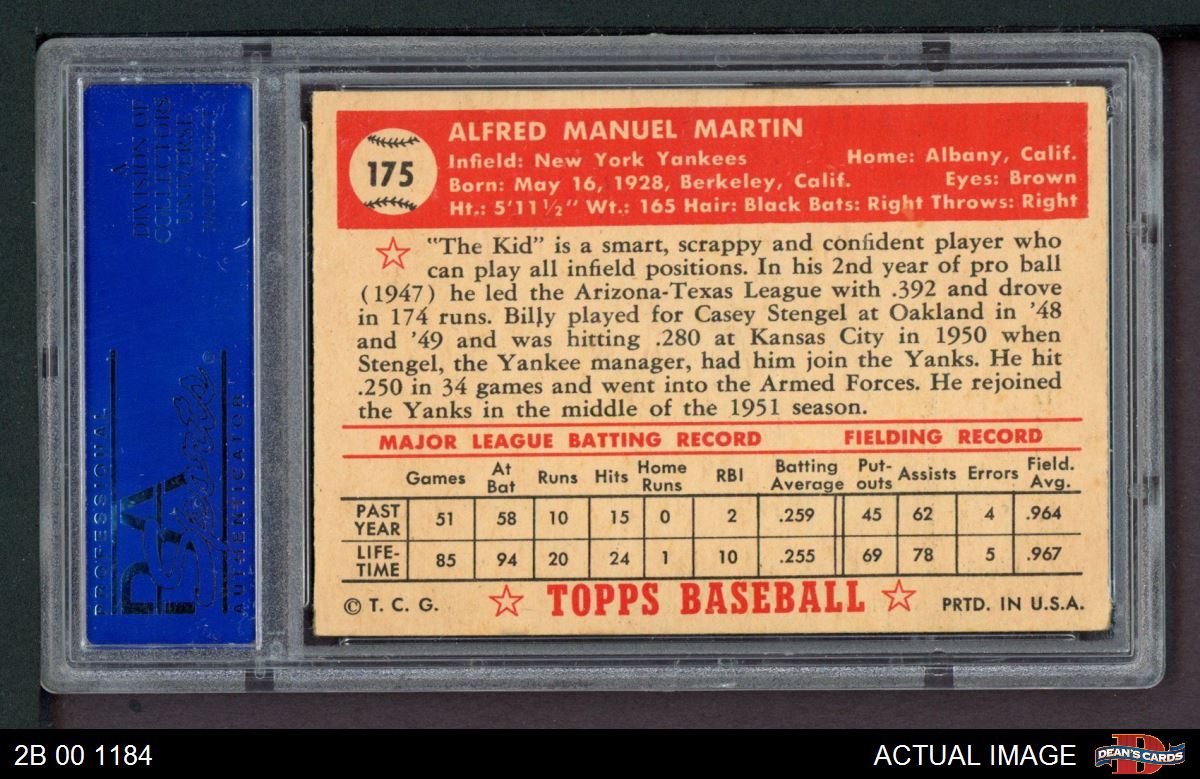 A
DIVISION OF
COLLECTORS
UNIVERSE
PROFESSIONAL
PSA
AUTHENTICATOR
175
ALFRED MANUEL MARTIN
Infield: New York Yankees Home: Albany, Calif.
Born: May 16, 1928, Berkeley, Calif. Eyes: Brown
Ht.: 5'11½" Wt.: 165 Hair: Black Bats: Right Throws: Right
"The Kid" is a smart, scrappy and confident player who
can play all infield positions. In his 2nd year of pro ball
(1947) he led the Arizona-Texas League with .392 and drove
in 174 runs. Billy played for Casey Stengel at Oakland in '48
and '49 and was hitting .280 at Kansas City in 1950 when
Stengel, the Yankee manager, had him join the Yanks. He hit
.250 in 34 games and went into the Armed Forces. He rejoined
the Yanks in the middle of the 1951 season.
MAJOR LEAGUE BATTING RECORD FIELDING RECORD
Games At Bat Runs Hits Home Runs RBI Batting Average Put-outs Assists Errors Field. Avg.
PAST YEAR 51 58 10 15 0 2 .259 45 62 4 .964
LIFE-TIME 85 94 20 24 1 10 .255 69 78 5 .967
© T. C. G. TOPPS BASEBALL PRTD. IN U.S.A.
2B 00 1184 ACTUAL IMAGE DEAN'S CARDS